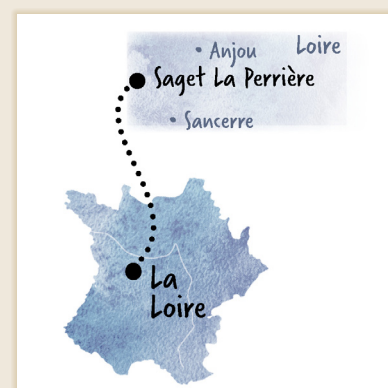 Loire
• Anjou
Saget La Perrière
• Sancerre
La
Loire